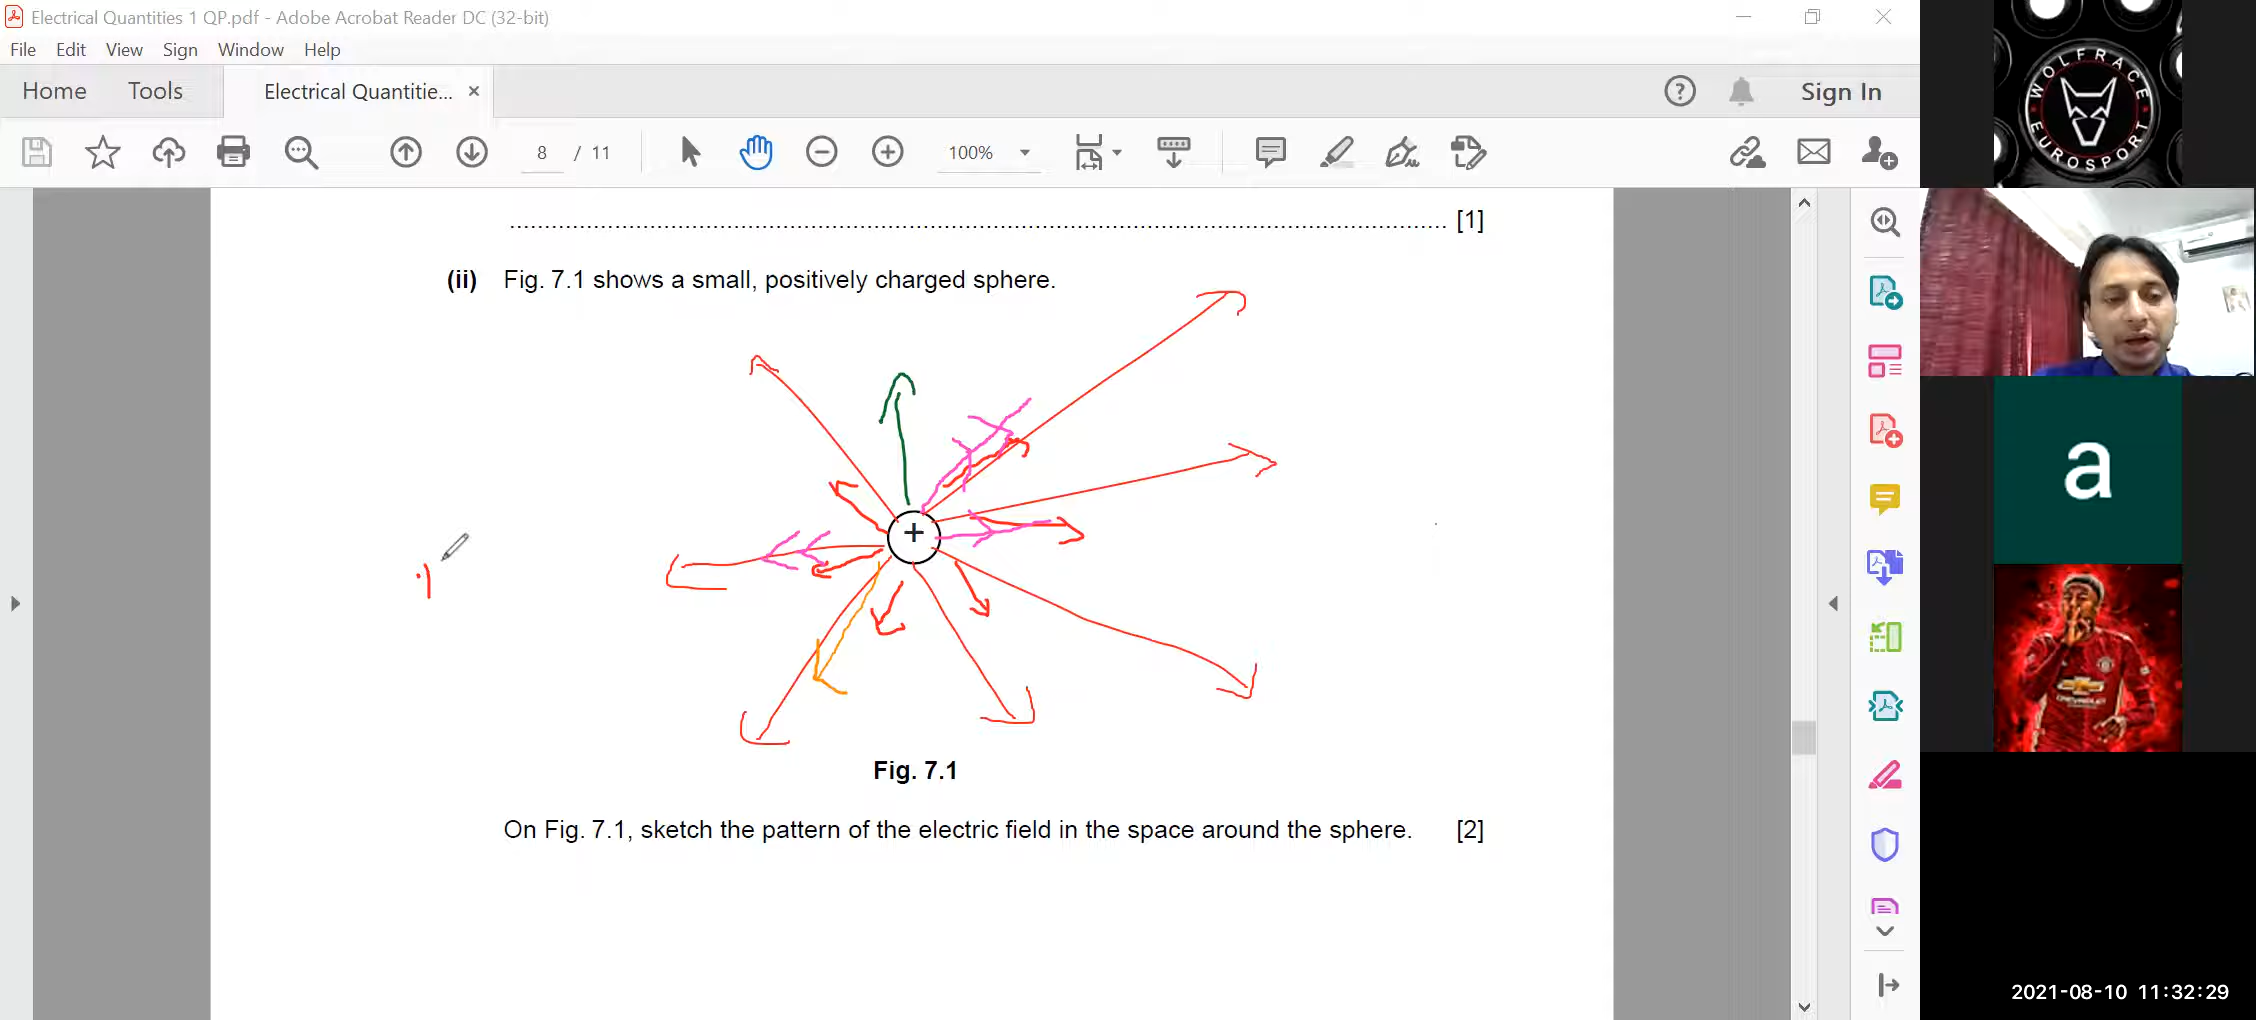 Electrical Quantities 1 QP.pdf - Adobe Acrobat Reader DC (32-bit)
File Edit View Sign Window Help
Home Tools Electrical Quantitie... × Sign In
8 / 11 100%
[1]
(ii) Fig. 7.1 shows a small, positively charged sphere.
+
Fig. 7.1
On Fig. 7.1, sketch the pattern of the electric field in the space around the sphere. [2]
WOLFRACE
EUROSPORT
a
CHEVROLET
2021-08-10 11:32:29